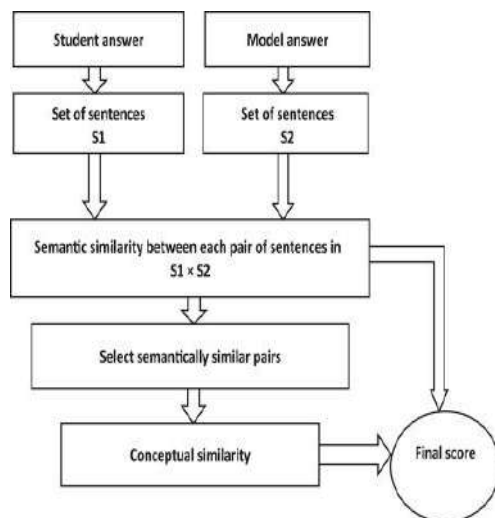 Student answer
Model answer
Set of sentences
S1
Set of sentences
S2
Semantic similarity between each pair of sentences in
S1 × S2
Select semantically similar pairs
Conceptual similarity
Final score